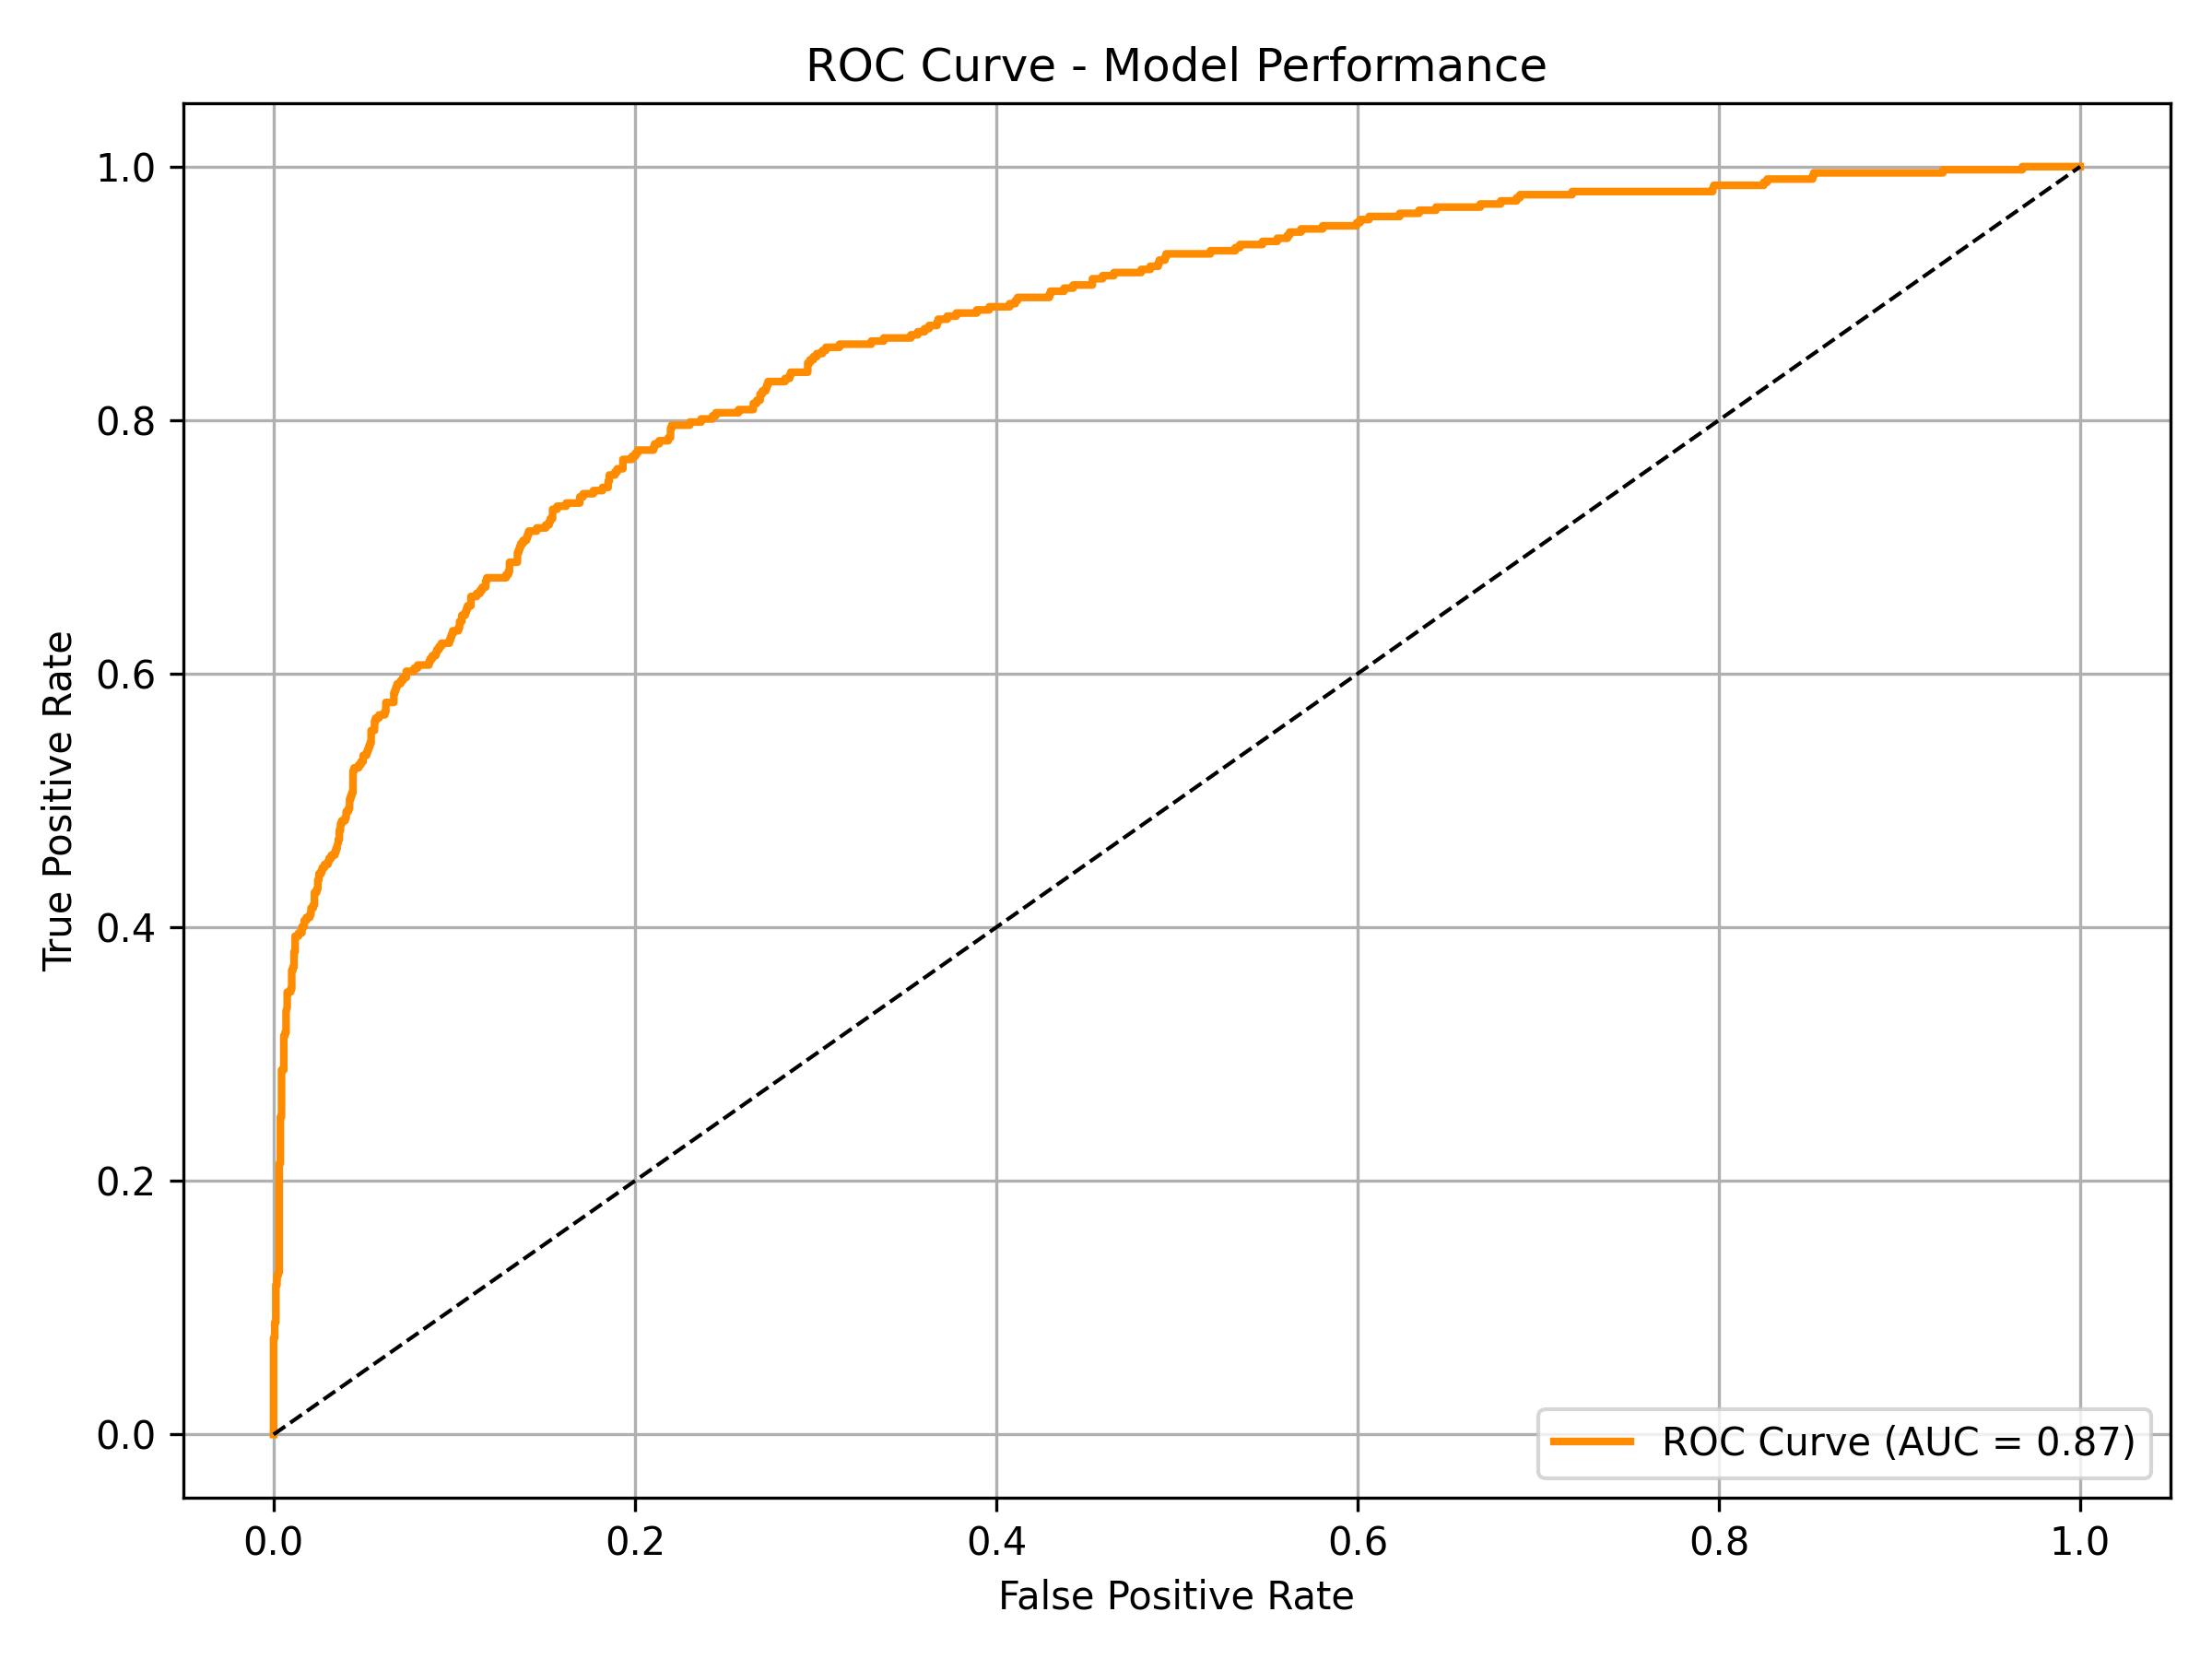 ROC Curve - Model Performance
1.0
0.8
0.6
0.4
0.2
0.0
True Positive Rate
ROC Curve (AUC = 0.87)
0.0 0.2 0.4 0.6 0.8 1.0
False Positive Rate